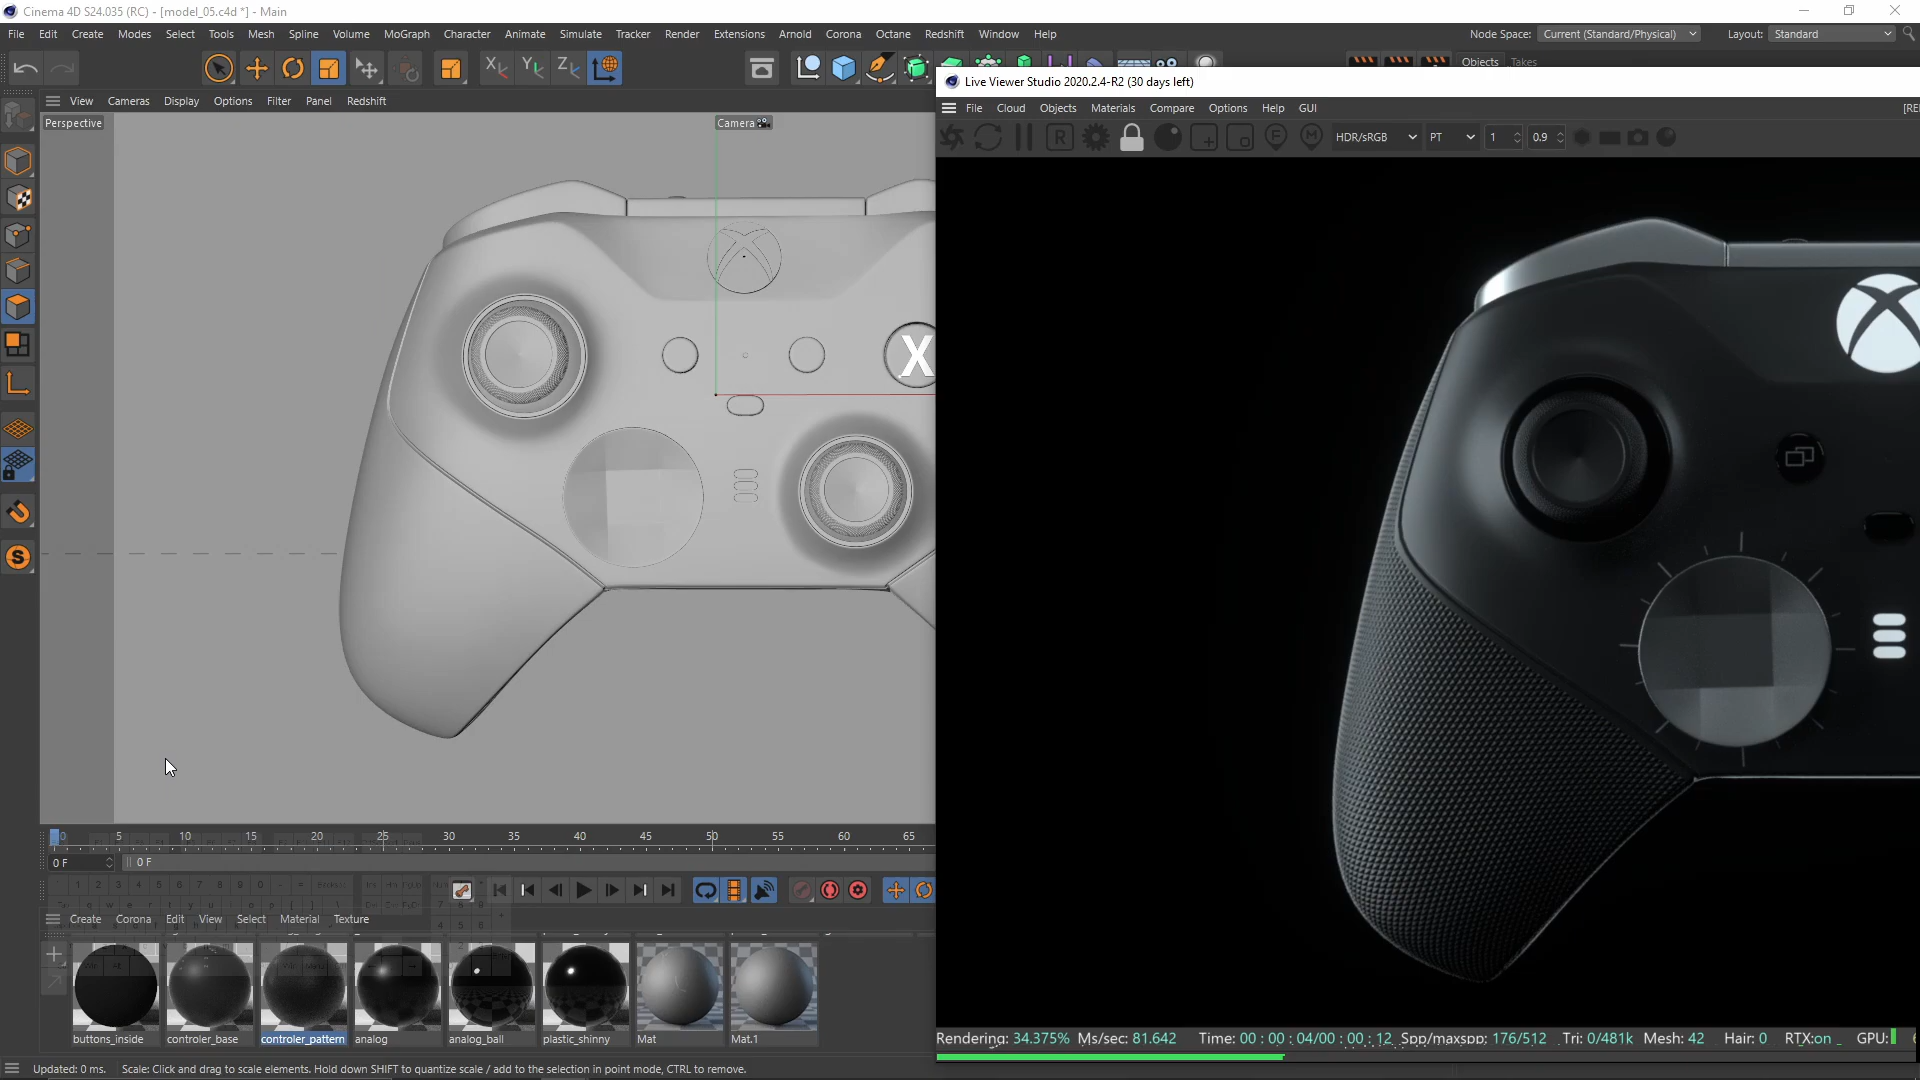 Cinema 4D S24.035 (RC) - [model_05.c4d *] - Main
File Edit Create Modes Select Tools Mesh Spline Volume MoGraph Character Animate Simulate Tracker Render Extensions Arnold Corona Octane Redshift Window Help
Node Space: Current (Standard/Physical) Layout: Standard
X Y Z
Objects Takes
Live Viewer Studio 2020.2.4-R2 (30 days left)
View Cameras Display Options Filter Panel Redshift
File Cloud Objects Materials Compare Options Help GUI
Perspective
Camera
R
F
M
HDR/sRGB PT 1 0.9
X
S
0 5 10 15 20 25 30 35 40 45 50 55 60 65
0 F
0 F
Create Corona Edit View Select Material Texture
buttons_inside controler_base controler_pattern analog analog_ball plastic_shinny Mat Mat.1
Rendering: 34.375% Ms/sec: 81.642 Time: 00 : 00 : 04/00 : 00 : 12 Spp/maxspp: 176/512 Tri: 0/481k Mesh: 42 Hair: 0 RTX:on GPU:
Updated: 0 ms. Scale: Click and drag to scale elements. Hold down SHIFT to quantize scale / add to the selection in point mode, CTRL to remove.